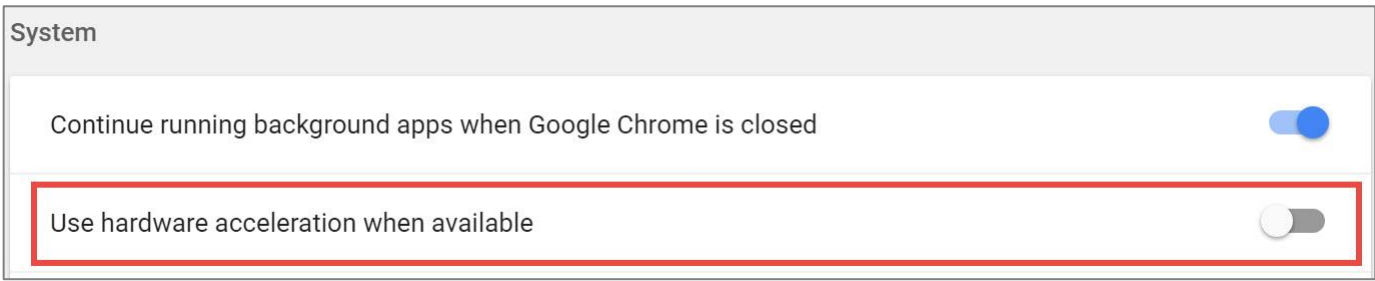 System
Continue running background apps when Google Chrome is closed
Use hardware acceleration when available